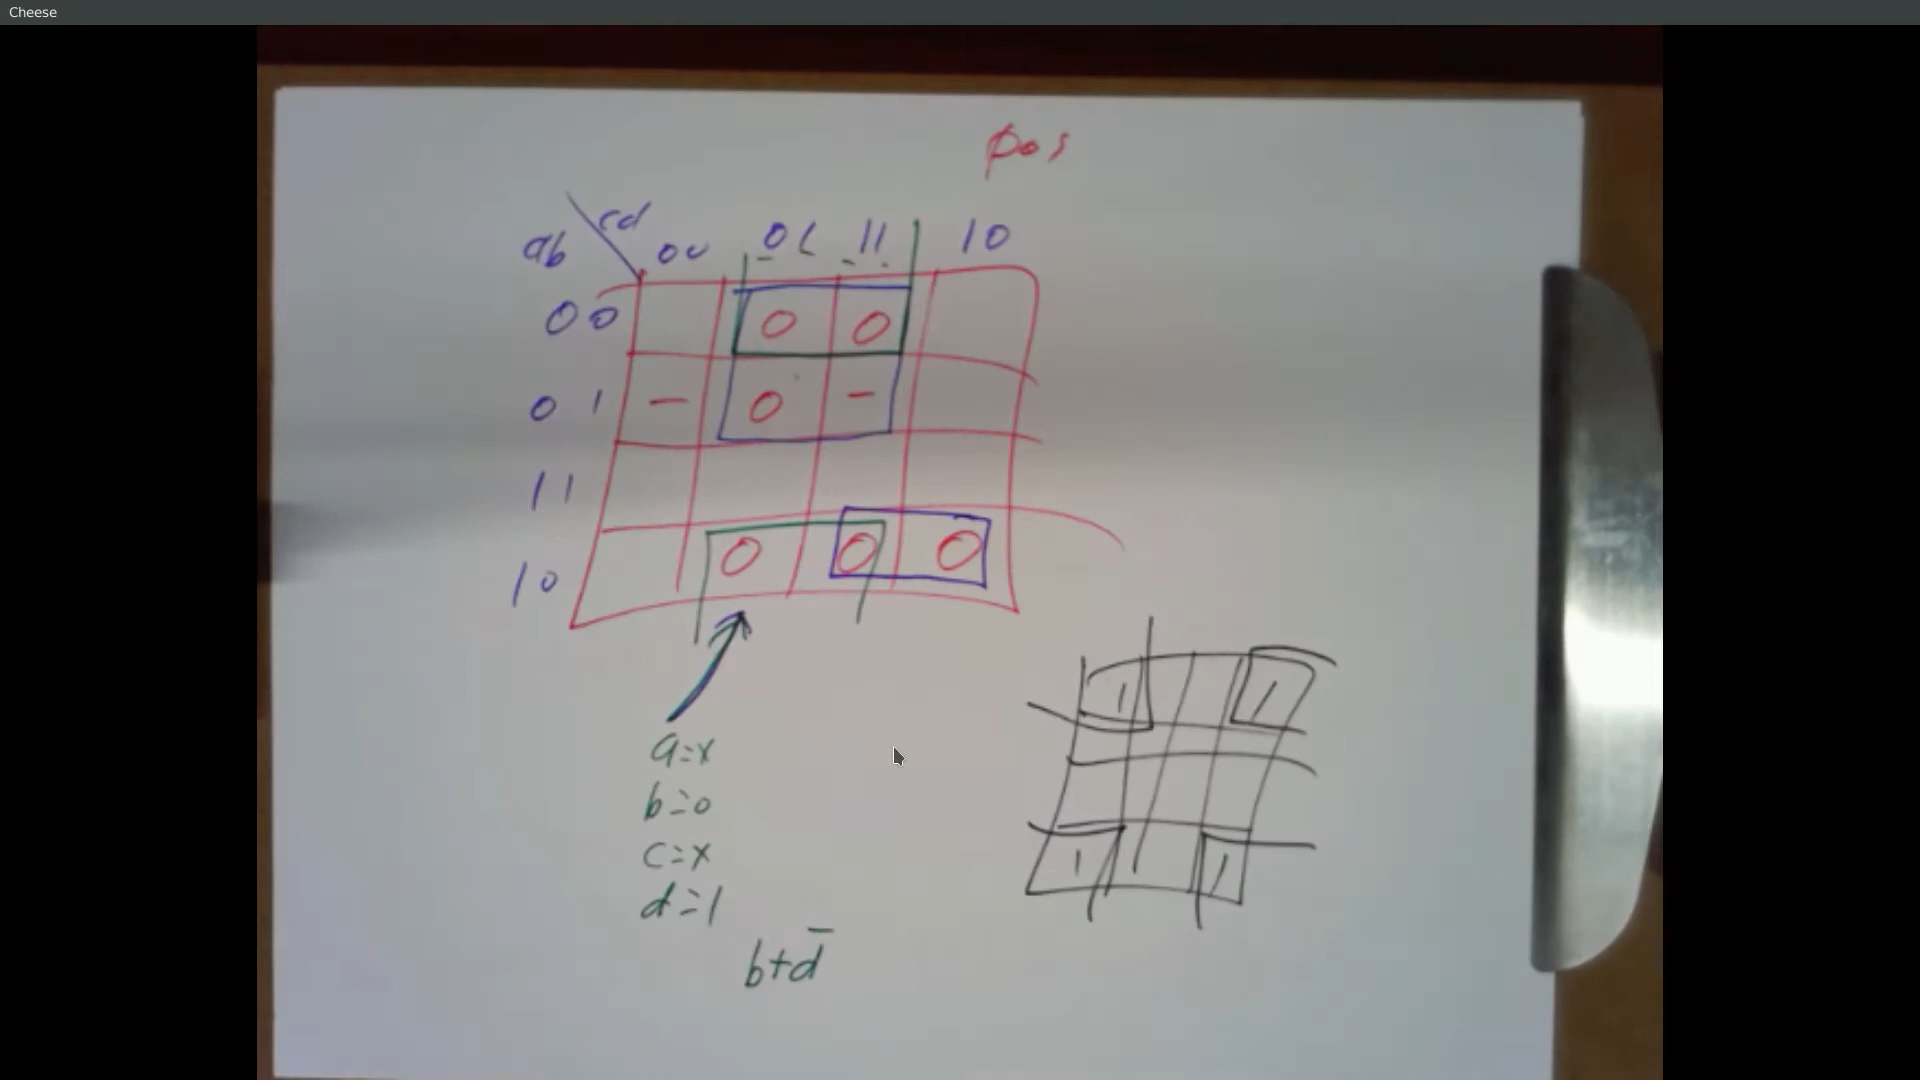 Cheese
pos
ab \ cd 00 01 11 10
00 0 0
01 - 0 -
11
10 0 0 0
a=x
b=0
c=x
d=1
b+d̅
1 1
1 1